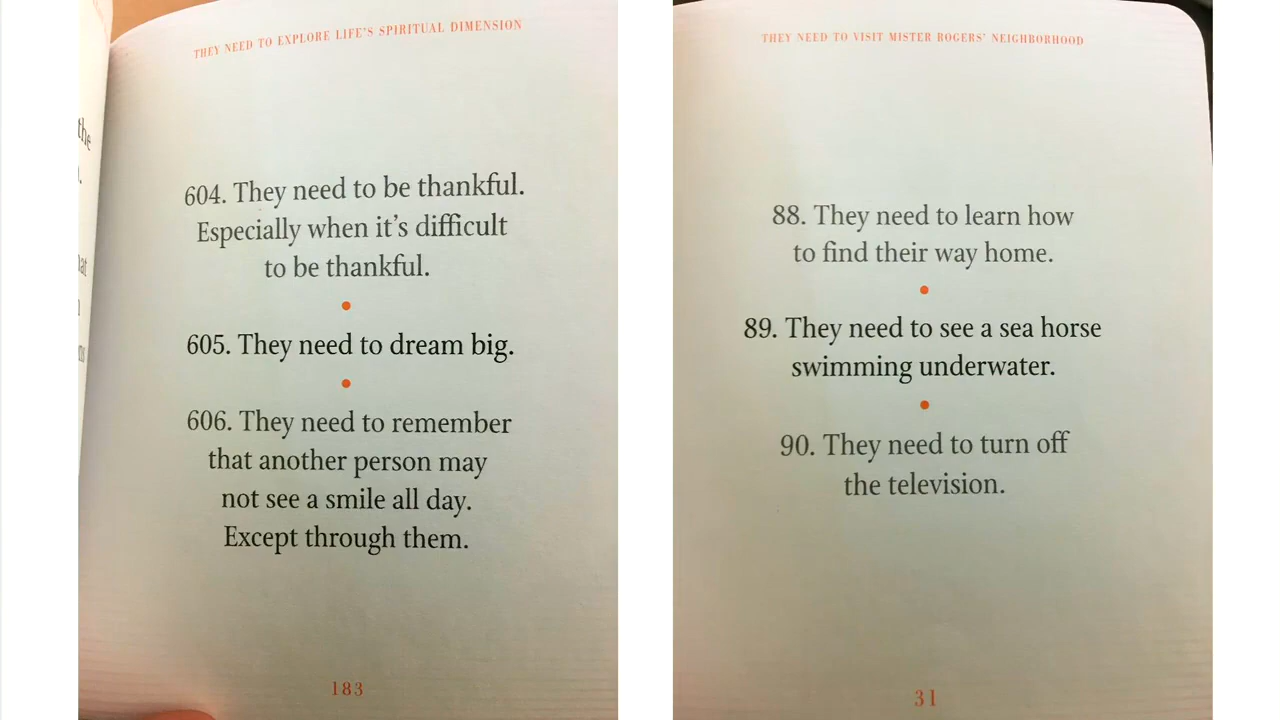 THEY NEED TO EXPLORE LIFE'S SPIRITUAL DIMENSION
the
604. They need to be thankful.
Especially when it's difficult
to be thankful.
605. They need to dream big.
606. They need to remember
that another person may
not see a smile all day.
Except through them.
183
THEY NEED TO VISIT MISTER ROGERS' NEIGHBORHOOD
88. They need to learn how
to find their way home.
89. They need to see a sea horse
swimming underwater.
90. They need to turn off
the television.
31